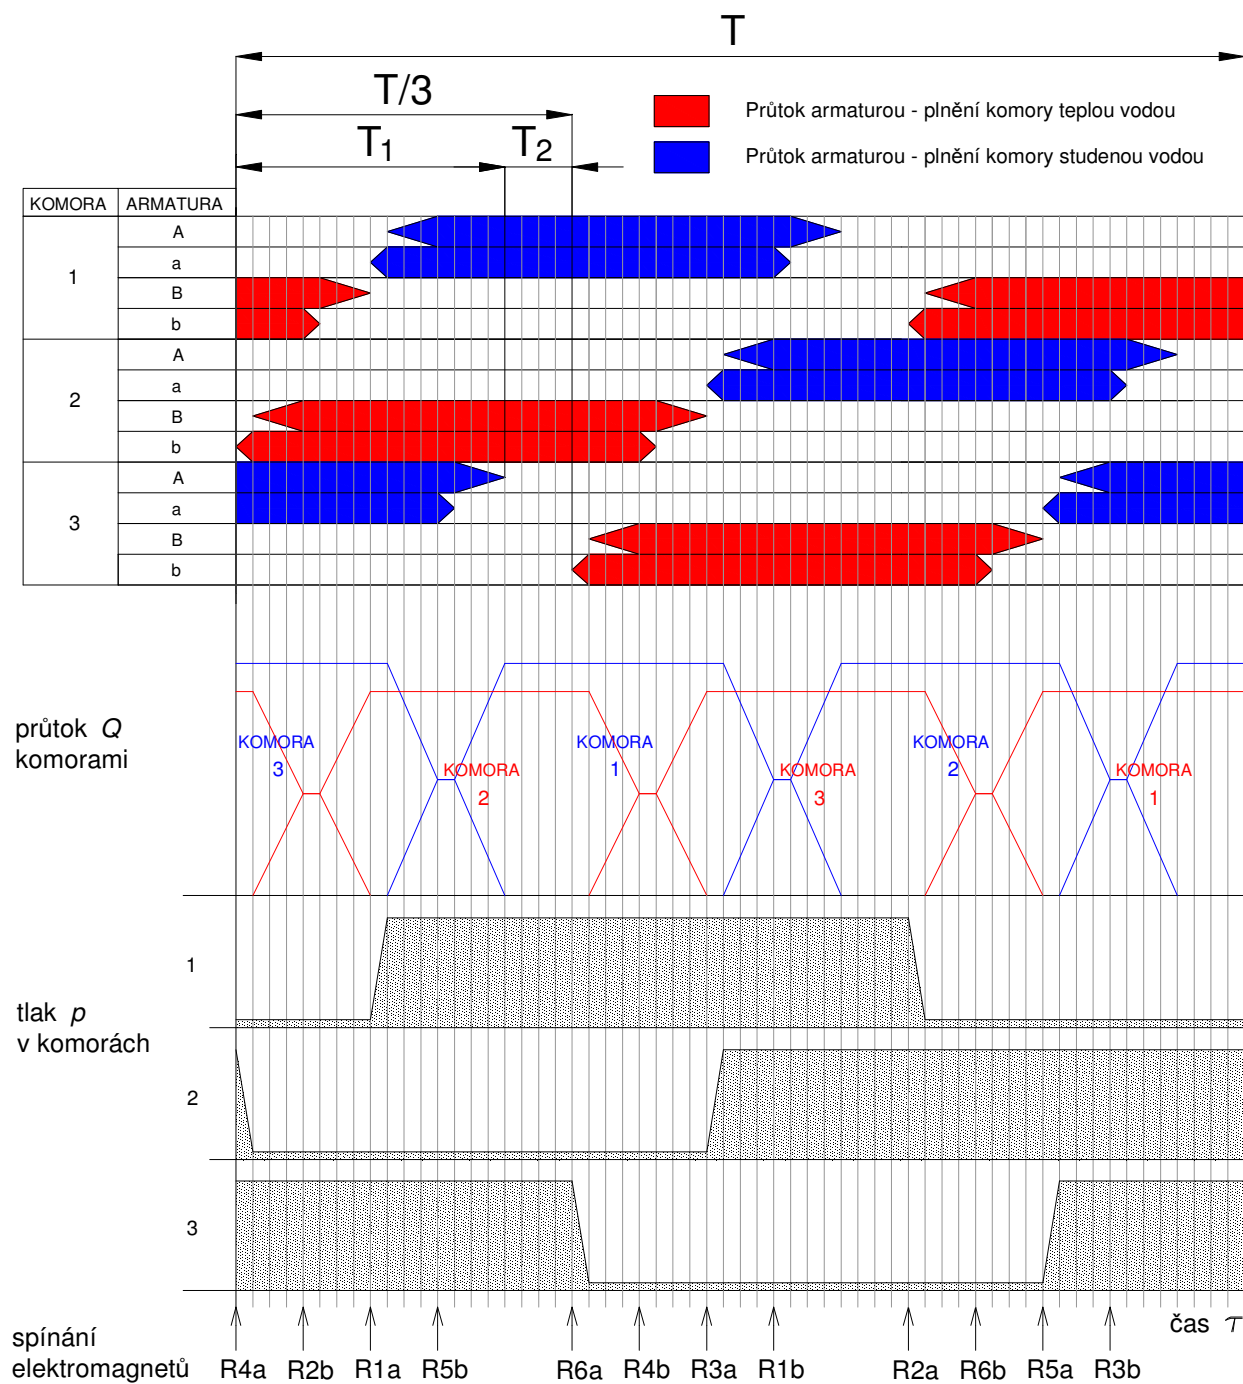 T
T/3
T1 T2
Průtok armaturou - plnění komory teplou vodou
Průtok armaturou - plnění komory studenou vodou
KOMORA ARMATURA
1
A
a
B
b
2
A
a
B
b
3
A
a
B
b
průtok Q
komorami
KOMORA
3
KOMORA
2
KOMORA
1
KOMORA
3
KOMORA
2
KOMORA
1
tlak p
v komorách
1
2
3
čas τ
spínání
elektromagnetů
R4a R2b R1a R5b R6a R4b R3a R1b R2a R6b R5a R3b